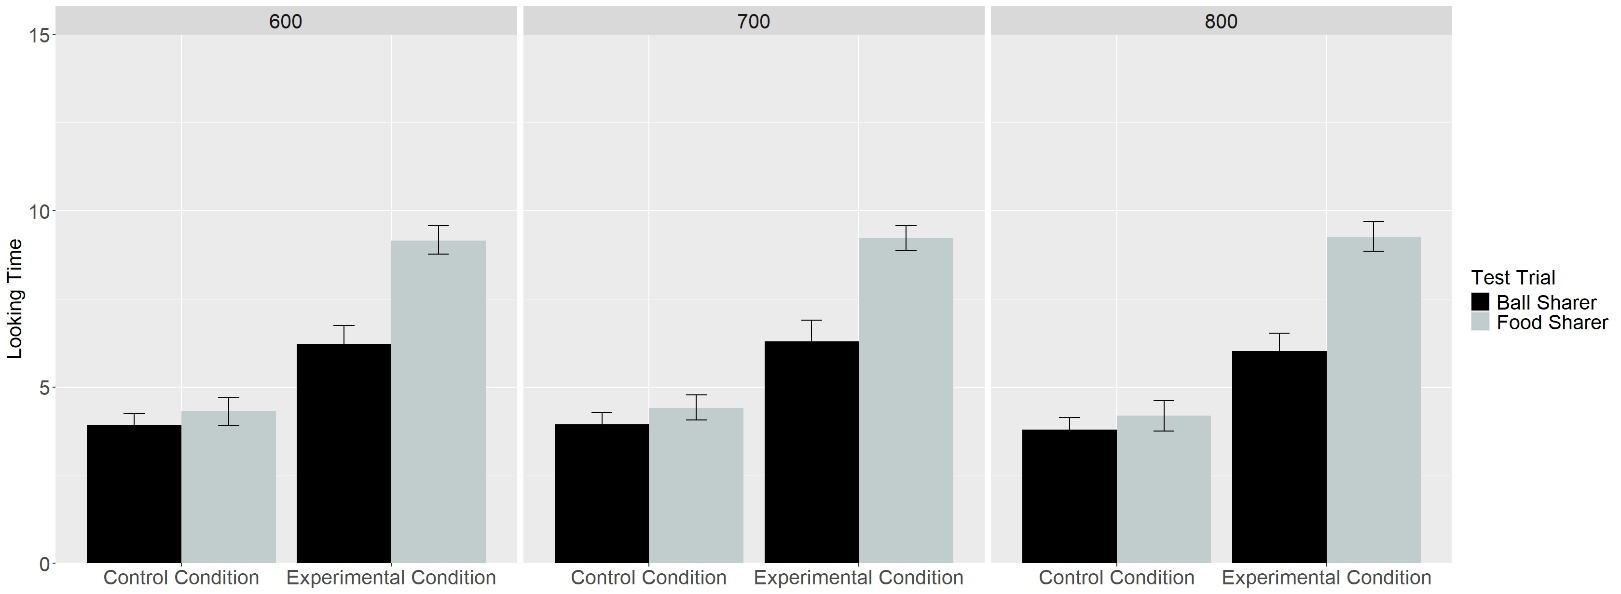 600 700 800
15
10
5
0
Looking Time
Control Condition Experimental Condition Control Condition Experimental Condition Control Condition Experimental Condition
Test Trial
Ball Sharer
Food Sharer